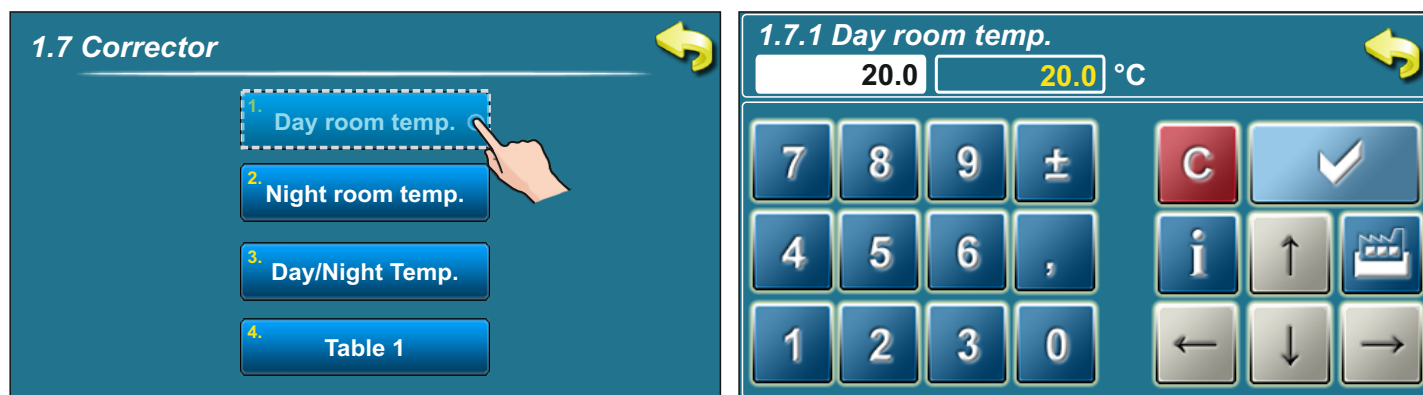 1.7 Corrector
1. Day room temp.
2. Night room temp.
3. Day/Night Temp.
4. Table 1
1.7.1 Day room temp.
20.0 20.0 °C
7 8 9 ± C
4 5 6 , i ↑
1 2 3 0 ← ↓ →